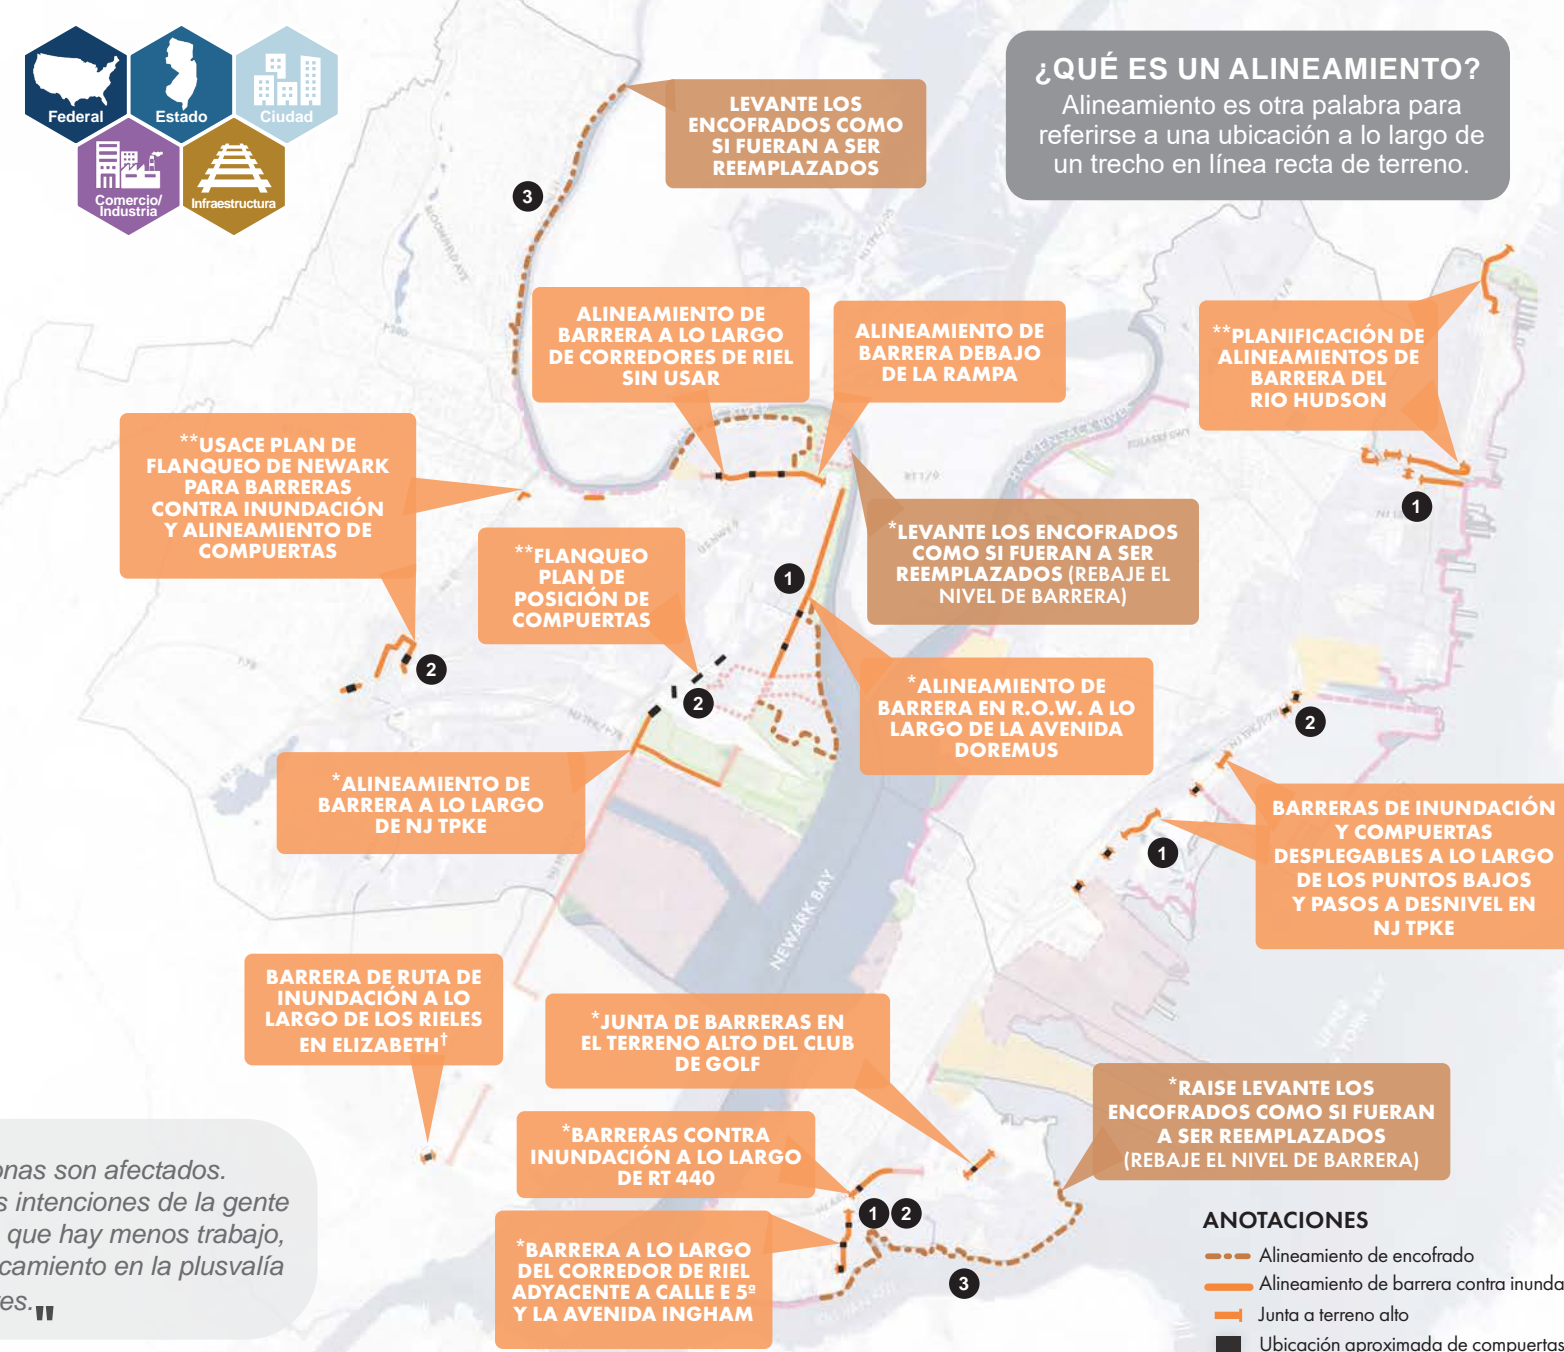 Federal
Estado
Ciudad
Comercio/
Industria
Infraestructura
¿QUÉ ES UN ALINEAMIENTO?
Alineamiento es otra palabra para
referirse a una ubicación a lo largo de
un trecho en línea recta de terreno.
LEVANTE LOS
ENCOFRADOS COMO
SI FUERAN A SER
REEMPLAZADOS
3
ALINEAMIENTO DE
BARRERA A LO LARGO
DE CORREDORES DE RIEL
SIN USAR
ALINEAMIENTO DE
BARRERA DEBAJO
DE LA RAMPA
**PLANIFICACIÓN DE
ALINEAMIENTOS DE
BARRERA DEL
RIO HUDSON
1
**USACE PLAN DE
FLANQUEO DE NEWARK
PARA BARRERAS
CONTRA INUNDACIÓN
Y ALINEAMIENTO DE
COMPUERTAS
2
**FLANQUEO
PLAN DE
POSICIÓN DE
COMPUERTAS
2
1
*LEVANTE LOS ENCOFRADOS
COMO SI FUERAN A SER
REEMPLAZADOS (REBAJE EL
NIVEL DE BARRERA)
HACKENSACK RIVER
RT 1/9
*ALINEAMIENTO DE
BARRERA EN R.O.W. A LO
LARGO DE LA AVENIDA
DOREMUS
2
*ALINEAMIENTO DE
BARRERA A LO LARGO
DE NJ TPKE
BARRERAS DE INUNDACIÓN
Y COMPUERTAS
DESPLEGABLES A LO LARGO
DE LOS PUNTOS BAJOS
Y PASOS A DESNIVEL EN
NJ TPKE
1
NEWARK BAY
BARRERA DE RUTA DE
INUNDACIÓN A LO
LARGO DE LOS RIELES
EN ELIZABETH†
*JUNTA DE BARRERAS EN
EL TERRENO ALTO DEL CLUB
DE GOLF
*RAISE LEVANTE LOS
ENCOFRADOS COMO SI FUERAN
A SER REEMPLAZADOS
(REBAJE EL NIVEL DE BARRERA)
*BARRERAS CONTRA
INUNDACIÓN A LO LARGO
DE RT 440
1 2
*BARRERA A LO LARGO
DEL CORREDOR DE RIEL
ADYACENTE A CALLE E 5ª
Y LA AVENIDA INGHAM
3
onas son afectados.
s intenciones de la gente
que hay menos trabajo,
camiento en la plusvalía
res."
ANOTACIONES
Alineamiento de encofrado
Alineamiento de barrera contra inunda
Junta a terreno alto
Ubicación aproximada de compuertas